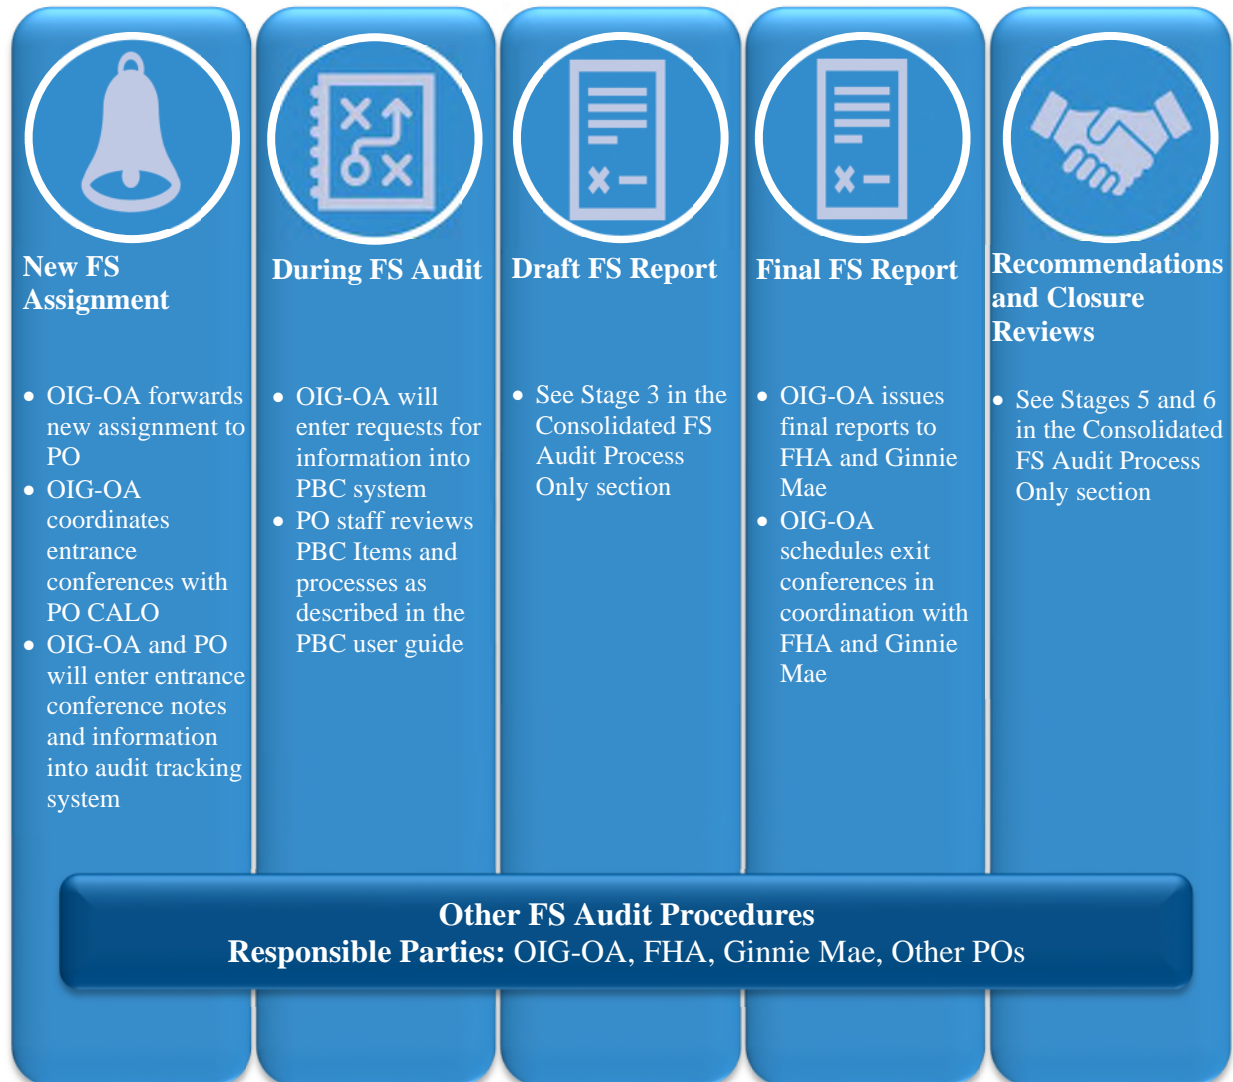 New FS
Assignment
• OIG-OA forwards
new assignment to
PO
• OIG-OA
coordinates
entrance
conferences with
PO CALO
• OIG-OA and PO
will enter entrance
conference notes
and information
into audit tracking
system
During FS Audit
• OIG-OA will
enter requests for
information into
PBC system
• PO staff reviews
PBC Items and
processes as
described in the
PBC user guide
Draft FS Report
• See Stage 3 in the
Consolidated FS
Audit Process
Only section
Final FS Report
• OIG-OA issues
final reports to
FHA and Ginnie
Mae
• OIG-OA
schedules exit
conferences in
coordination with
FHA and Ginnie
Mae
Recommendations
and Closure
Reviews
• See Stages 5 and 6
in the Consolidated
FS Audit Process
Only section
Other FS Audit Procedures
Responsible Parties: OIG-OA, FHA, Ginnie Mae, Other POs